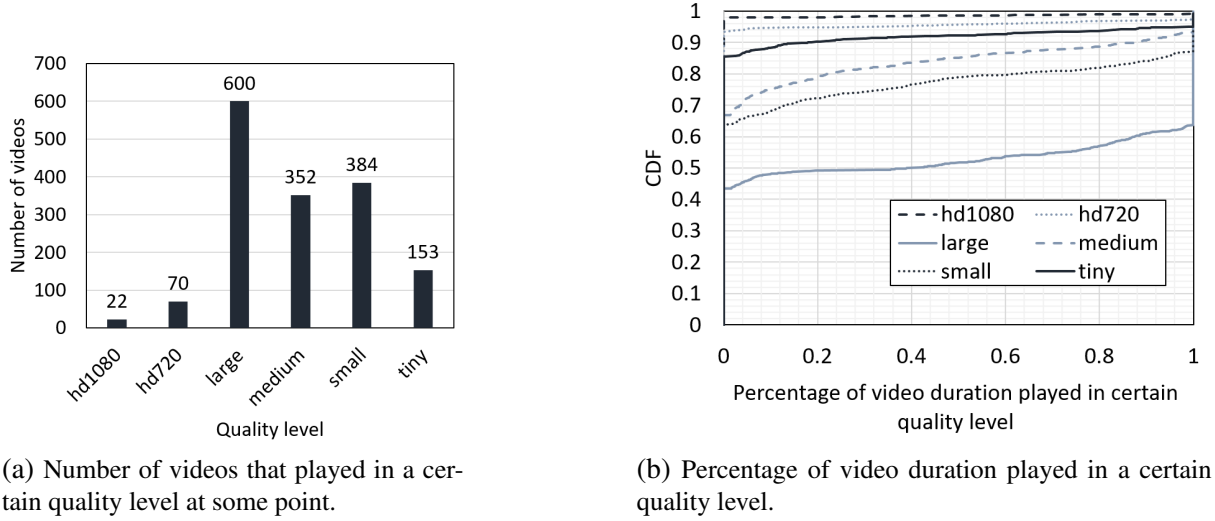 700
600
500
400
300
200
100
0
Number of videos
22
70
600
352
384
153
hd1080
hd720
large
medium
small
tiny
Quality level
(a) Number of videos that played in a cer-
tain quality level at some point.
1
0.9
0.8
0.7
0.6
0.5
0.4
0.3
0.2
0.1
0
CDF
hd1080 hd720
large medium
small tiny
0 0.2 0.4 0.6 0.8 1
Percentage of video duration played in certain
quality level
(b) Percentage of video duration played in a certain
quality level.